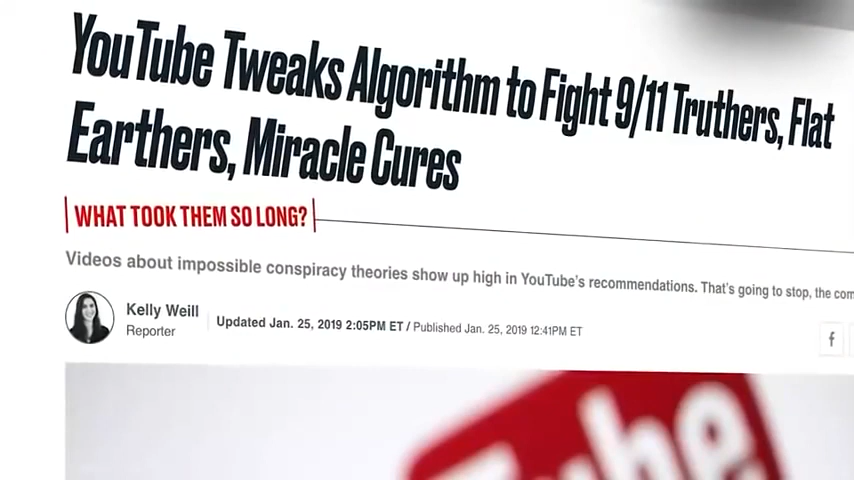 YouTube Tweaks Algorithm to Fight 9/11 Truthers, Flat
Earthers, Miracle Cures
WHAT TOOK THEM SO LONG?
Videos about impossible conspiracy theories show up high in YouTube's recommendations. That's going to stop, the com
Kelly Weill
Reporter
Updated Jan. 25, 2019 2:05PM ET / Published Jan. 25, 2019 12:41PM ET
f
Tube